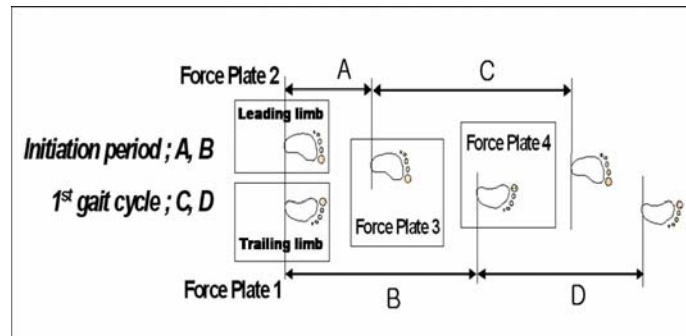 Force Plate 2
A
C
Leading limb
Initiation period ; A, B
Force Plate 4
1st gait cycle ; C, D
Force Plate 3
Trailing limb
Force Plate 1
B
D